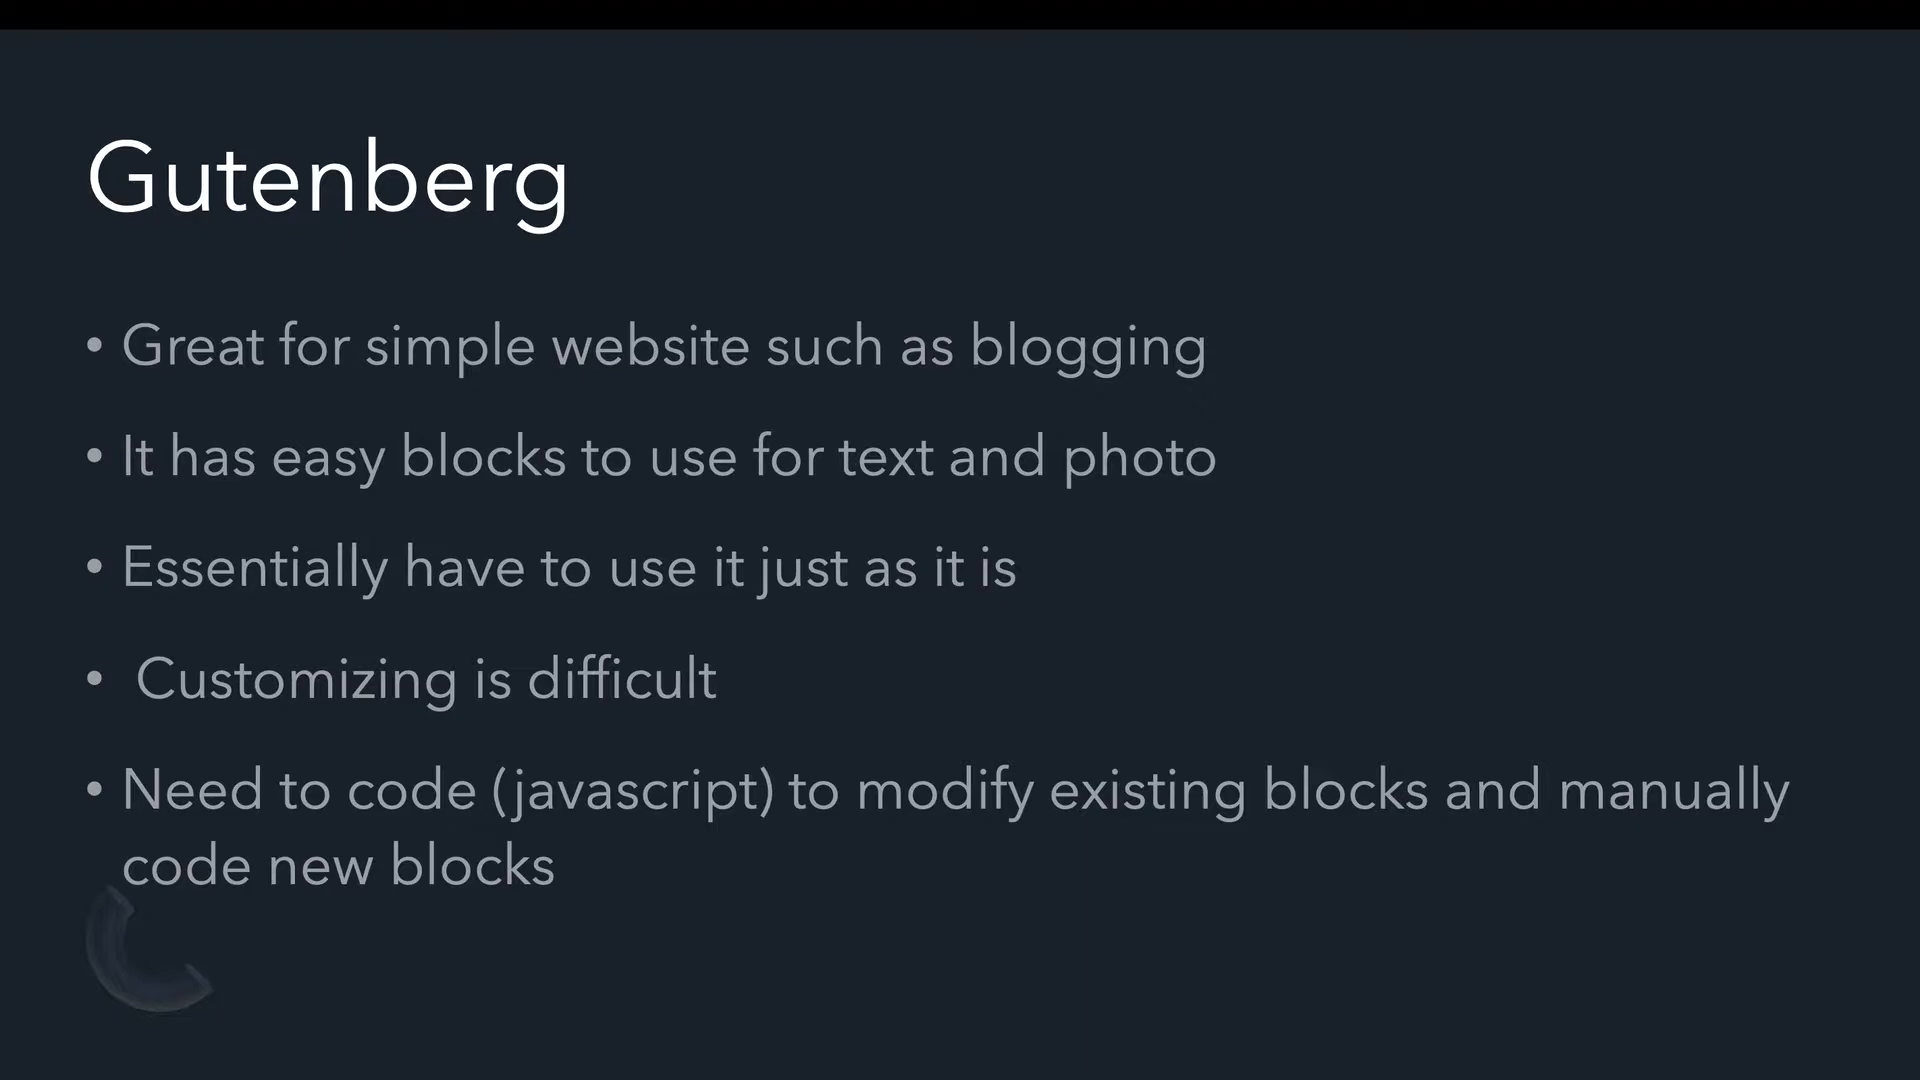 Gutenberg
• Great for simple website such as blogging
• It has easy blocks to use for text and photo
• Essentially have to use it just as it is
• Customizing is difficult
• Need to code (javascript) to modify existing blocks and manually
code new blocks